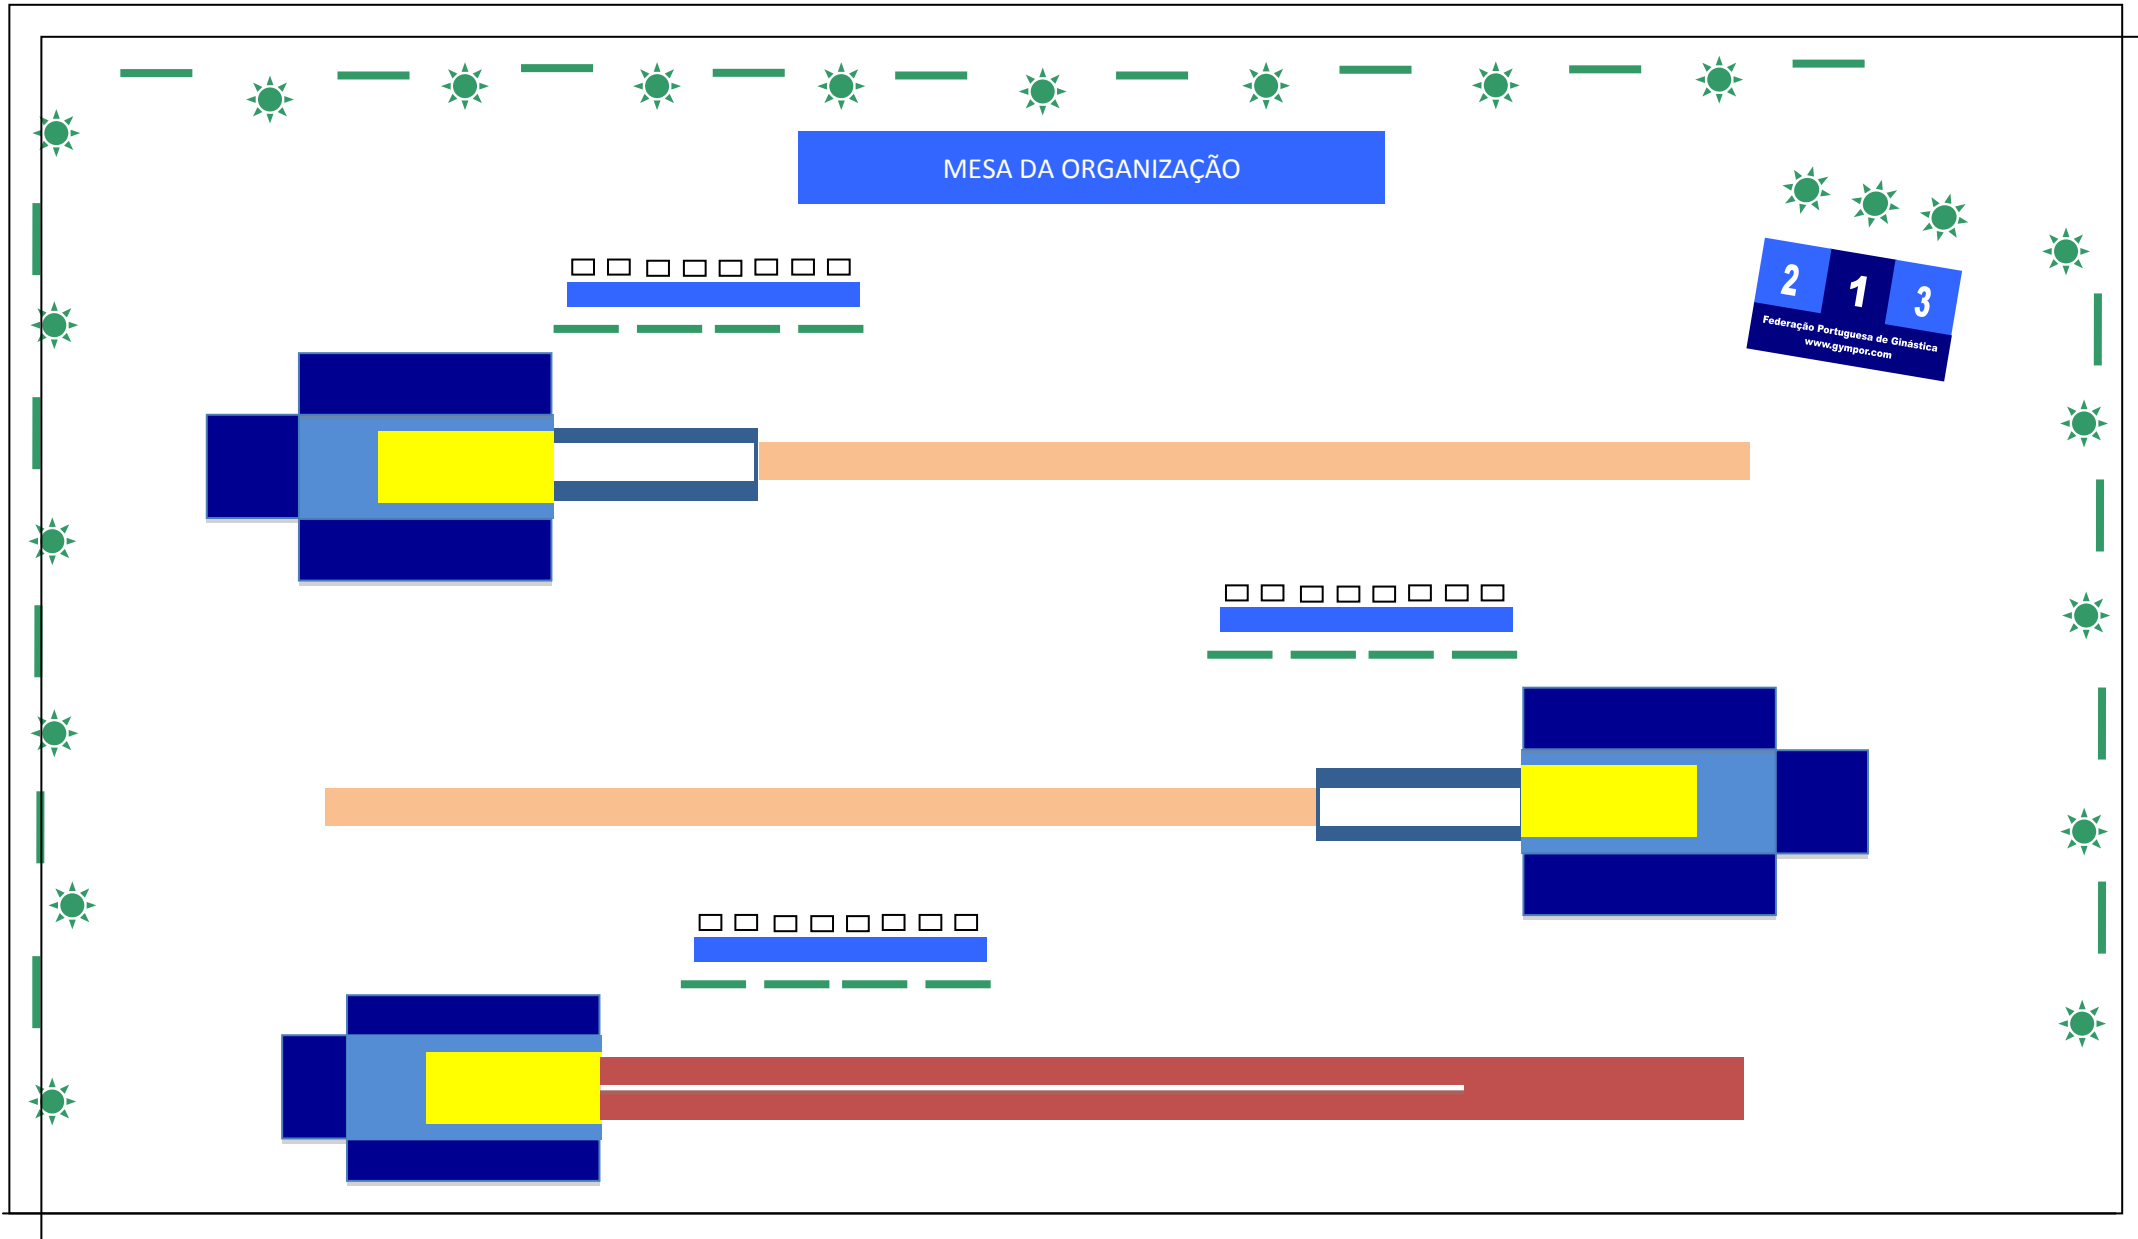 MESA DA ORGANIZAÇÃO
2 1 3
Federação Portuguesa de Ginástica
www.gympor.com